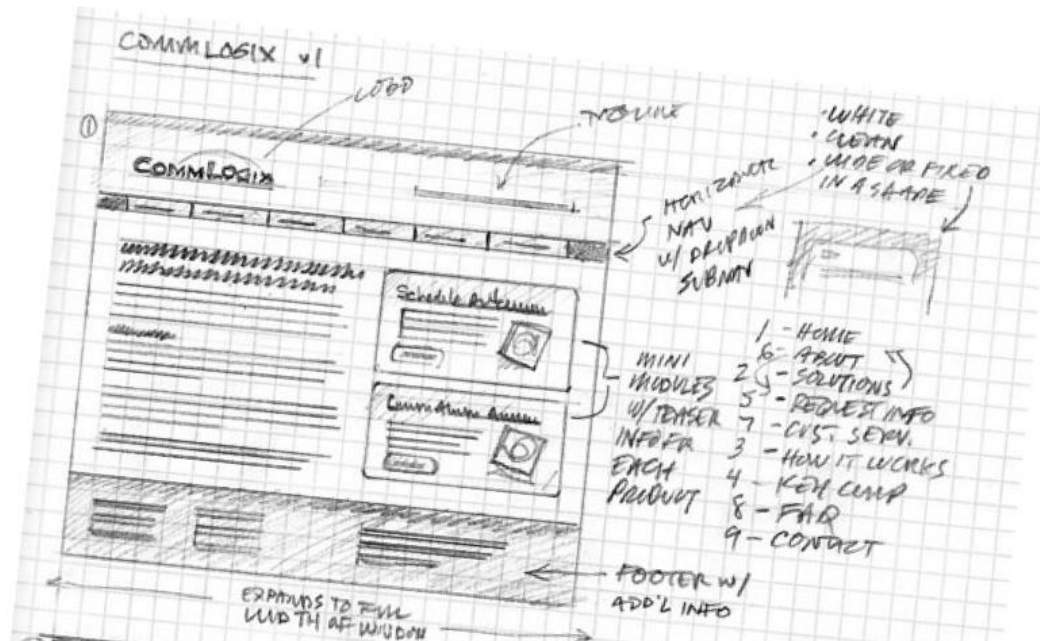 COMMLOGIX v1
LOGO
①
COMMLOGIX
HORIZONTAL
NAV
W/ DROPDOWN
SUBNAV
· WHITE
· CLEAN
· WIDE OR FIXED
IN A SHAPE
MINI
MODULES
W/ TEASER
INFO FOR
EACH
PRODUCT
1 - HOME
6 - ABOUT
2 - SOLUTIONS
5 - REQUEST INFO
7 - CUST. SERV.
3 - HOW IT WORKS
4 - KEY COMP
8 - FAQ
9 - CONTACT
FOOTER W/
ADD'L INFO
EXPANDS TO FILL
WIDTH OF WINDOW